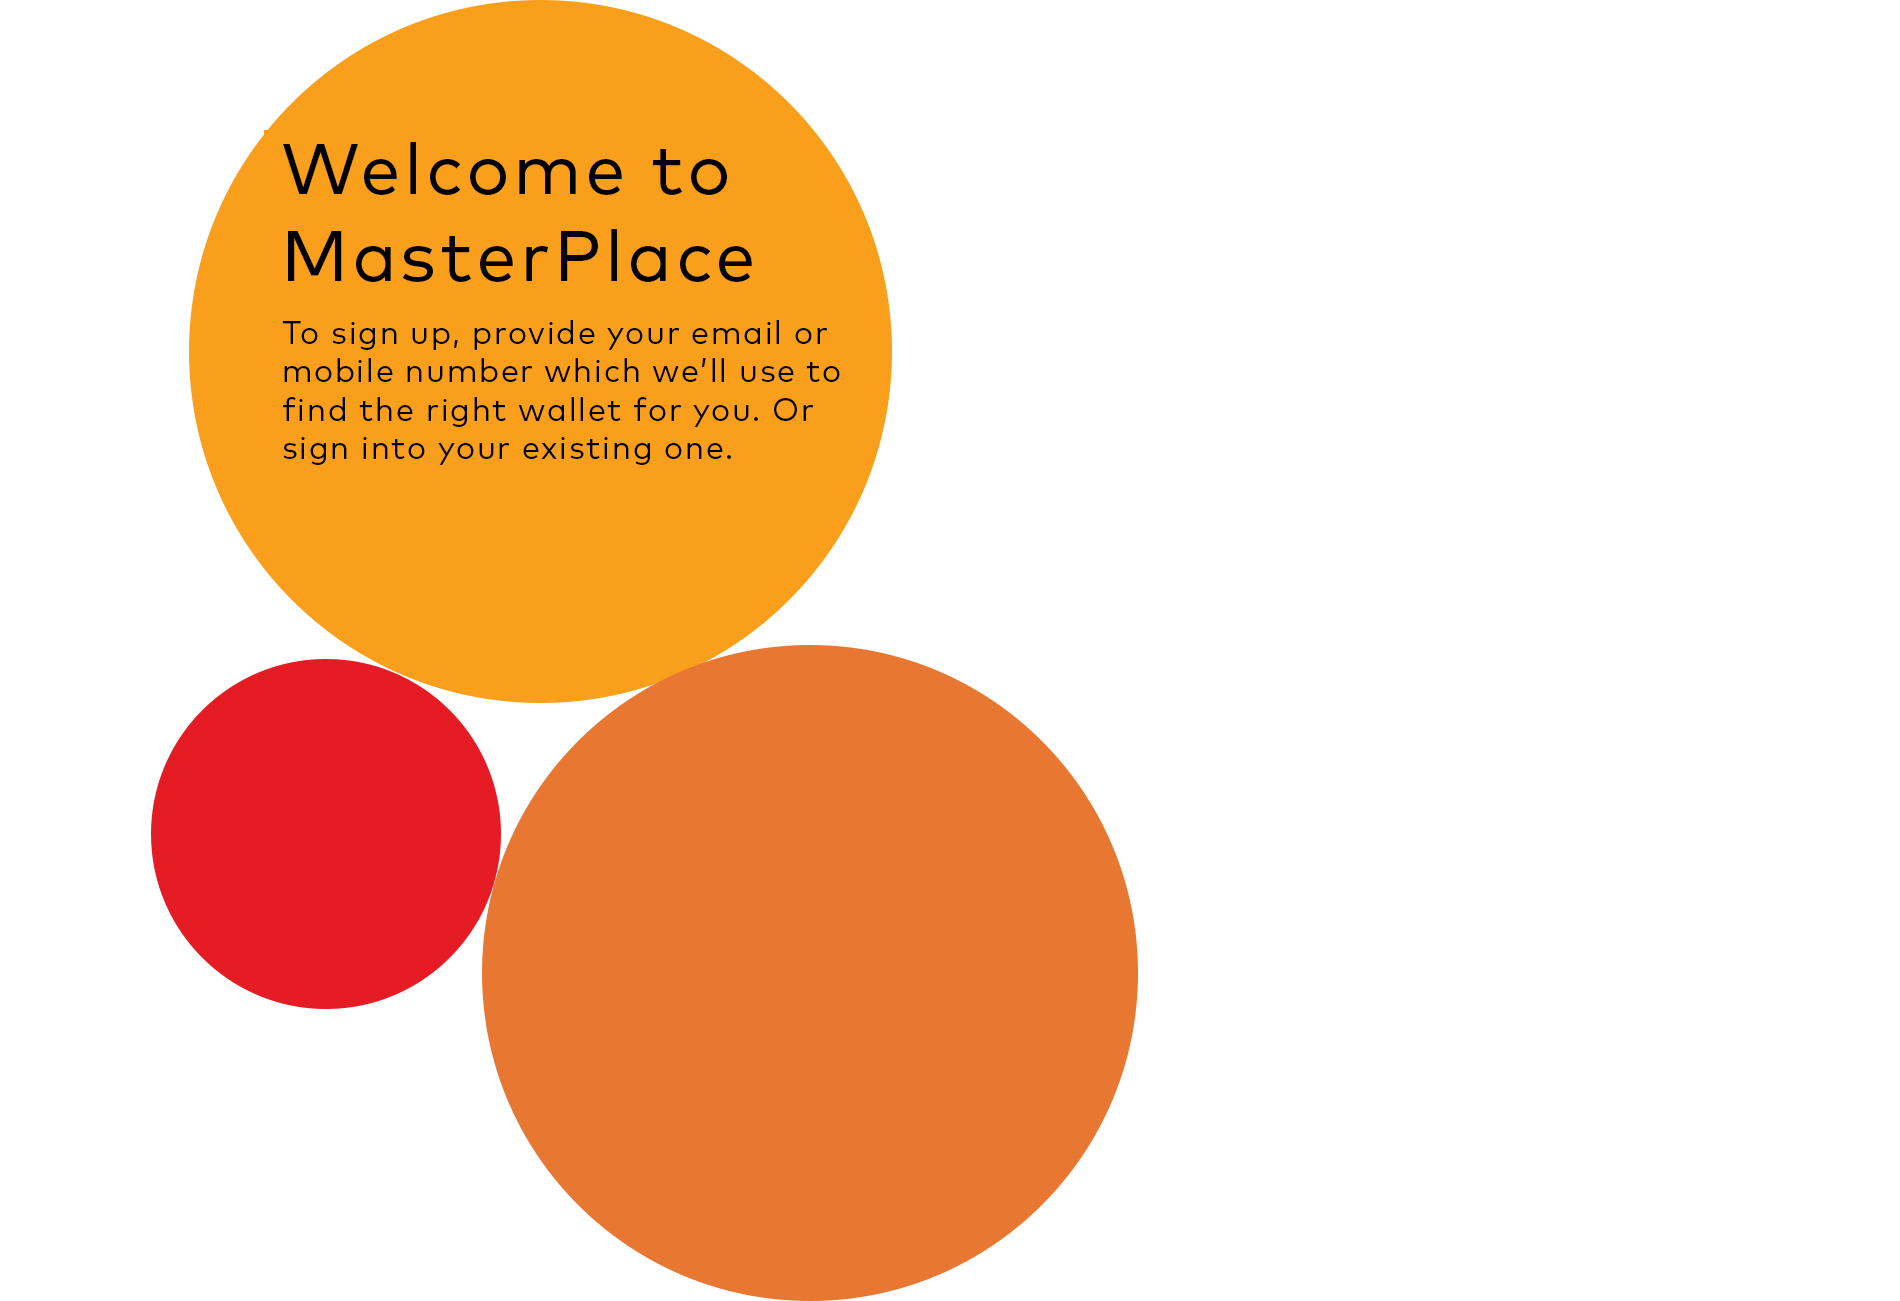 Welcome to
MasterPlace
To sign up, provide your email or
mobile number which we’ll use to
find the right wallet for you. Or
sign into your existing one.